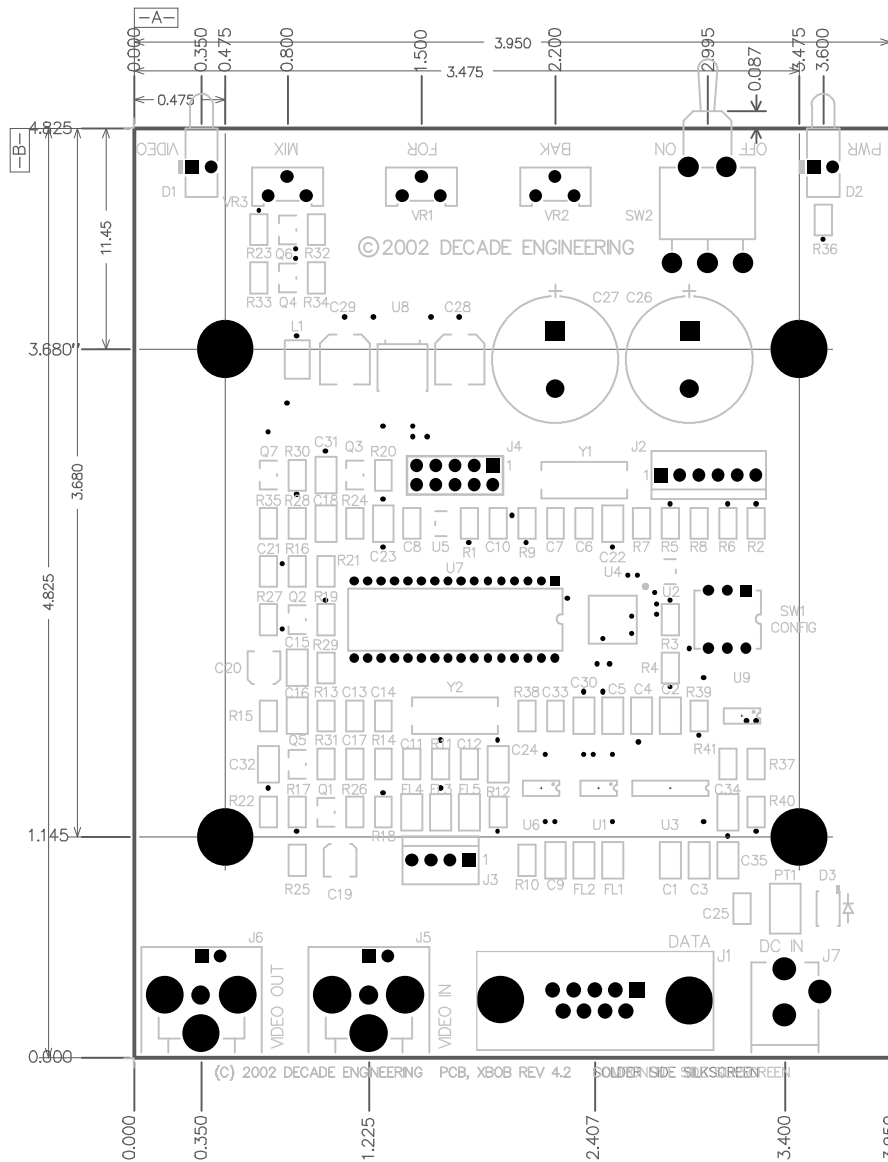 -A-
0.000 0.350 0.475 0.800 1.500 2.200 2.995 3.475 3.600
3.950
3.475
0.475
0.087
-B-
4.825
11.45
VIDEO MIX FOR BAK ON OFF PWR
D1 VR3 VR1 VR2 SW2 D2
R23 Q6 R32 R36
© 2002 DECADE ENGINEERING
R33 Q4 R34 C29 U8 C28 C27 C26
L1
3.680"
3.680
Q7 R30 C31 Q3 R20 J4 1 Y1 J2 1
R35 R28 C18 R24
C21 R16 R21 C23 C8 U5 R1 C10 R9 C7 C6 C22 R7 R5 R8 R6 R2
U7 U4 U2
4.825
R27 Q2 R19
SW1
CONFIG
C20 C15 R29 R3 R4 U9
C16 R13 C13 C14 Y2 R38 C33 C30 C5 C4 C2 R39
R15
C32 Q5 R31 C17 R14 C11 R11 C12 C24 R41 R37
R22 R17 Q1 R26 R18 FL4 FL3 FL5 R12 C34 R40
U6 U1 U3
1.145
R25 C19 J3 1 R10 C9 FL2 FL1 C1 C3 C35
C25 PT1 D3
J6 J5 DATA J1 DC IN J7
VIDEO OUT VIDEO IN
0.000
(C) 2002 DECADE ENGINEERING PCB, XBOB REV 4.2 SOLDER SIDE SILKSCREEN
0.000 0.350 1.225 2.407 3.400 3.950